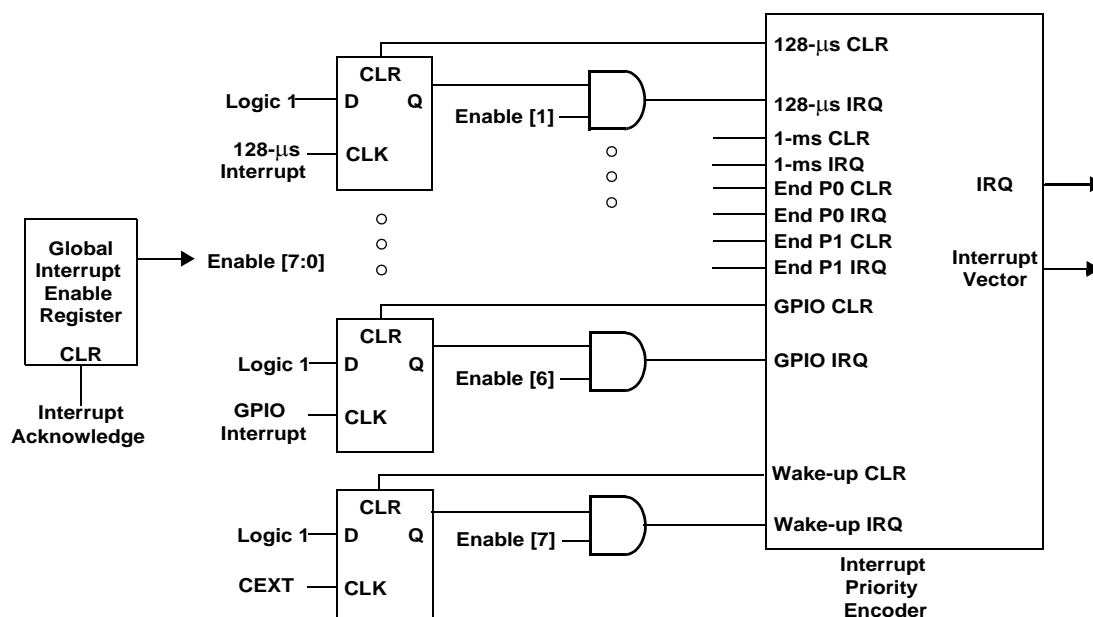 128-μs CLR
CLR
Logic 1
D
Q
Enable [1]
128-μs IRQ
128-μs
Interrupt
CLK
1-ms CLR
1-ms IRQ
End P0 CLR
End P0 IRQ
End P1 CLR
End P1 IRQ
IRQ
Interrupt
Vector
Global
Interrupt
Enable
Register
CLR
Interrupt
Acknowledge
Enable [7:0]
GPIO CLR
CLR
Logic 1
D
Q
Enable [6]
GPIO IRQ
GPIO
Interrupt
CLK
Wake-up CLR
CLR
Logic 1
D
Q
Enable [7]
Wake-up IRQ
CEXT
CLK
Interrupt
Priority
Encoder